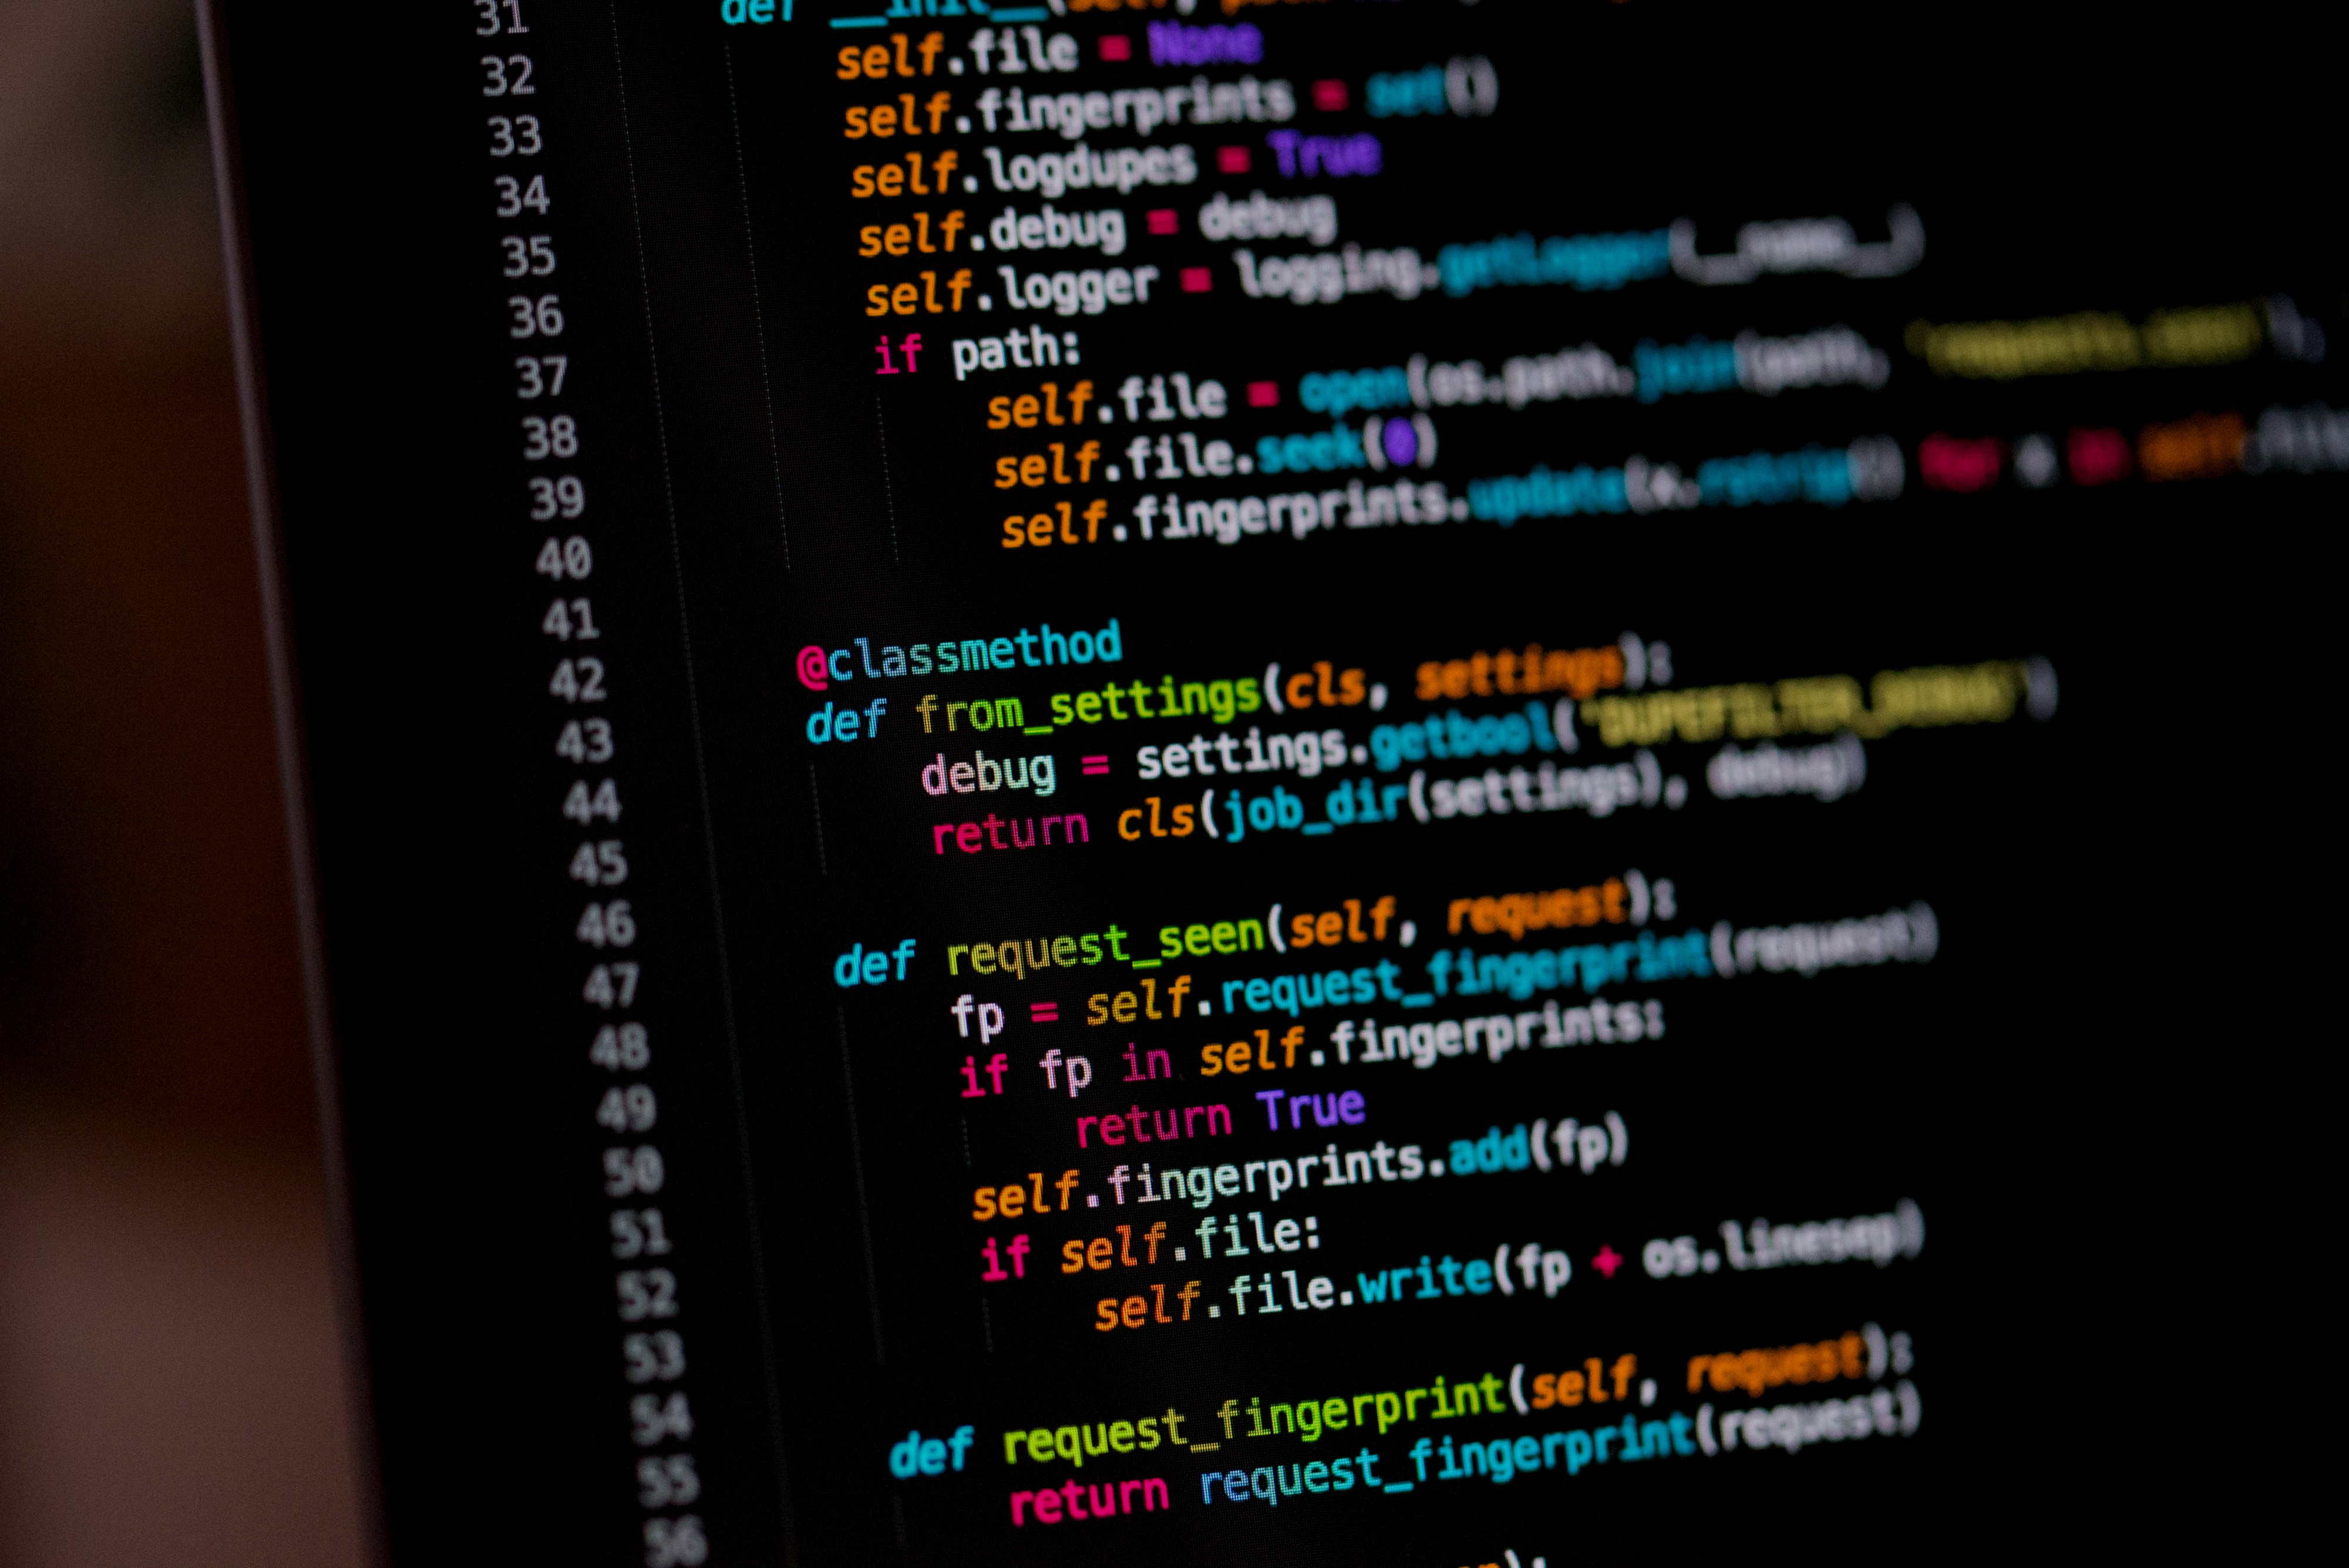 31 def __init__(self,
32 self.file = None
33 self.fingerprints = set()
34 self.logdupes = True
35 self.debug = debug
36 self.logger = logging.getLogger(__name__)
37 if path:
38 self.file = open(os.path.join(path, 'requests.seen'),
39 self.file.seek(0)
40 self.fingerprints.update(x.rstrip() for x in self.file
41
42 @classmethod
43 def from_settings(cls, settings):
44 debug = settings.getbool('DUPEFILTER_DEBUG')
45 return cls(job_dir(settings), debug)
46
47 def request_seen(self, request):
48 fp = self.request_fingerprint(request)
49 if fp in self.fingerprints:
50 return True
51 self.fingerprints.add(fp)
52 if self.file:
53 self.file.write(fp + os.linesep)
54
55 def request_fingerprint(self, request):
56 return request_fingerprint(request)